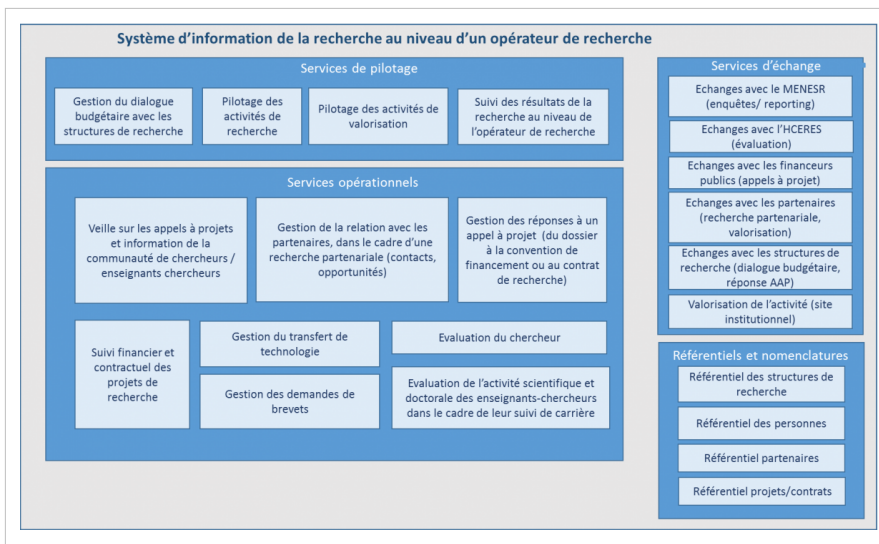 Système d'information de la recherche au niveau d'un opérateur de recherche
Services de pilotage
Gestion du dialogue
budgétaire avec les
structures de recherche
Pilotage des
activités de
recherche
Pilotage des activités de
valorisation
Suivi des résultats de la
recherche au niveau de
l'opérateur de recherche
Services opérationnels
Veille sur les appels à projets
et information de la
communauté de chercheurs /
enseignants chercheurs
Gestion de la relation avec les
partenaires, dans le cadre d'une
recherche partenariale (contacts,
opportunités)
Gestion des réponses à un
appel à projet (du dossier
à la convention de
financement ou au contrat
de recherche)
Suivi financier et
contractuel des
projets de
recherche
Gestion du transfert de
technologie
Gestion des demandes de
brevets
Evaluation du chercheur
Evaluation de l'activité scientifique et
doctorale des enseignants-chercheurs
dans le cadre de leur suivi de carrière
Services d'échange
Echanges avec le MENESR
(enquêtes/ reporting)
Echanges avec l'HCERES
(évaluation)
Echanges avec les financeurs
publics (appels à projet)
Echanges avec les partenaires
(recherche partenariale,
valorisation)
Echanges avec les structures de
recherche (dialogue budgétaire,
réponse AAP)
Valorisation de l'activité (site
institutionnel)
Référentiels et nomenclatures
Référentiel des structures de
recherche
Référentiel des personnes
Référentiel partenaires
Référentiel projets/contrats